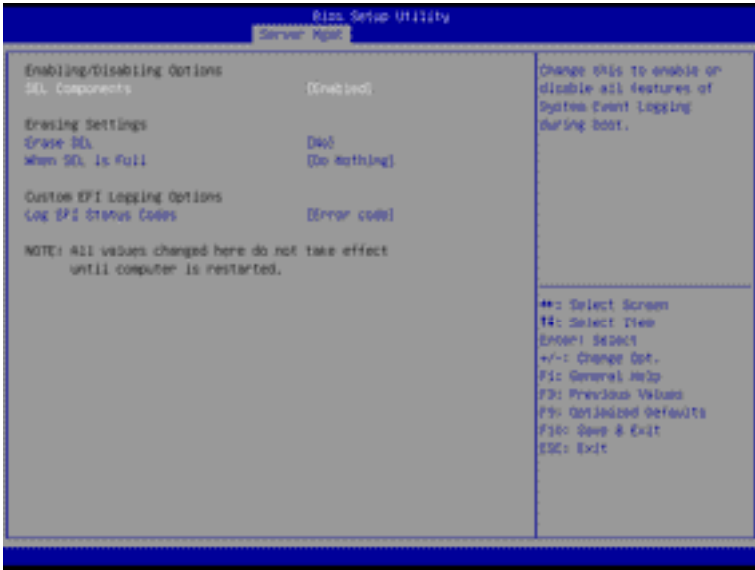 Bios Setup Utility
Server Mgmt
Enabling/Disabling Options
SEL Components [Enabled]
Erasing Settings
Erase SEL [No]
When SEL is Full [Do Nothing]
Custom EFI Logging Options
Log EFI Status Codes [Error code]
NOTE: All values changed here do not take effect
until computer is restarted.
Change this to enable or
disable all features of
System Event Logging
during boot.
: Select Screen
: Select Item
Enter: Select
+/-: Change Opt.
F1: General Help
: Previous Values
F9: Optimized Defaults
F10: Save & Exit
ESC: Exit